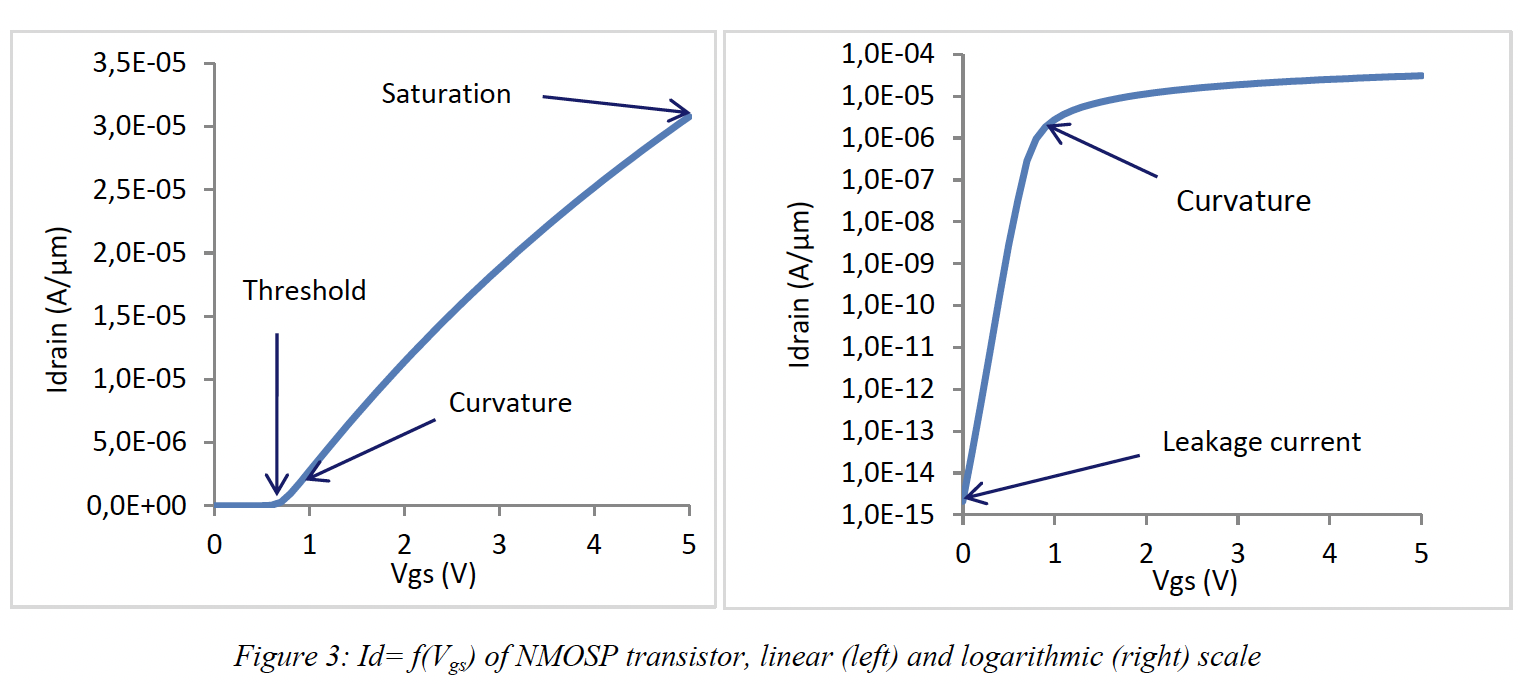 3,5E-05
3,0E-05
2,5E-05
2,0E-05
1,5E-05
1,0E-05
5,0E-06
0,0E+00
Idrain (A/µm)
Saturation
Threshold
Curvature
0 1 2 3 4 5
Vgs (V)
1,0E-04
1,0E-05
1,0E-06
1,0E-07
1,0E-08
1,0E-09
1,0E-10
1,0E-11
1,0E-12
1,0E-13
1,0E-14
1,0E-15
Idrain (A/µm)
Curvature
Leakage current
0 1 2 3 4 5
Vgs (V)
Figure 3: Id= f(Vgs) of NMOSP transistor, linear (left) and logarithmic (right) scale